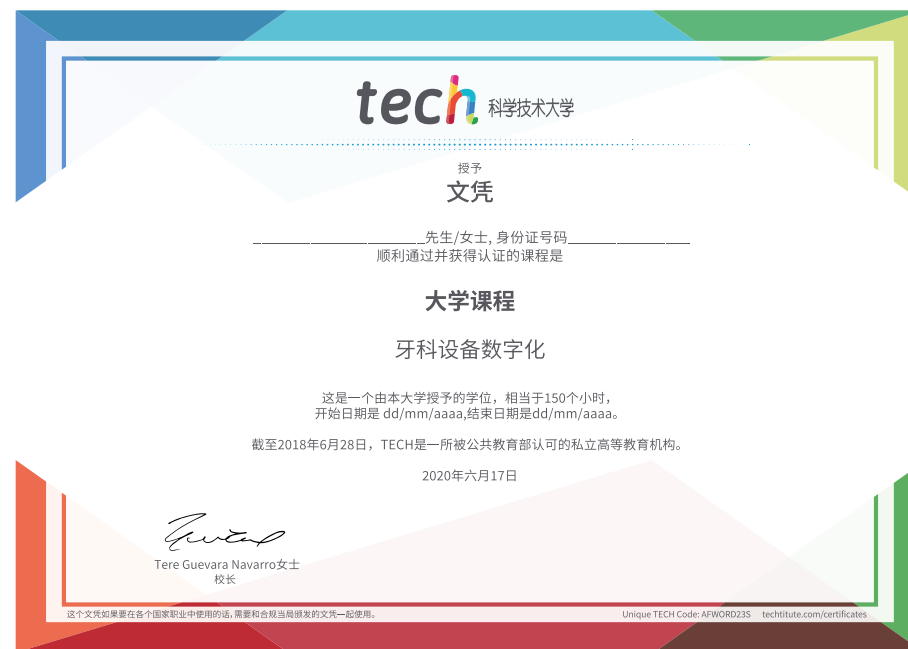 tech 科学技术大学
授予
文凭
________________________先生/女士, 身份证号码________________
顺利通过并获得认证的课程是
大学课程
牙科设备数字化
这是一个由本大学授予的学位，相当于150个小时，
开始日期是 dd/mm/aaaa,结束日期是dd/mm/aaaa。
截至2018年6月28日，TECH是一所被公共教育部认可的私立高等教育机构。
2020年六月17日
Tere Guevara Navarro女士
校长
这个文凭如果要在各个国家职业中使用的话,需要和合规当局颁发的文凭一起使用。
Unique TECH Code: AFWORD23S techtitute.com/certificates